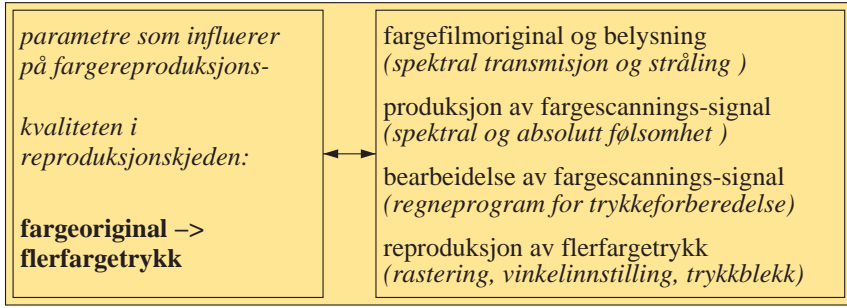 parametre som influerer
på fargereproduksjons-
kvaliteten i
reproduksjonskjeden:
fargeoriginal –>
flerfargetrykk
fargefilmoriginal og belysning
(spektral transmisjon og stråling )
produksjon av fargescannings-signal
(spektral og absolutt følsomhet )
bearbeidelse av fargescannings-signal
(regneprogram for trykkeforberedelse)
reproduksjon av flerfargetrykk
(rastering, vinkelinnstilling, trykkblekk)